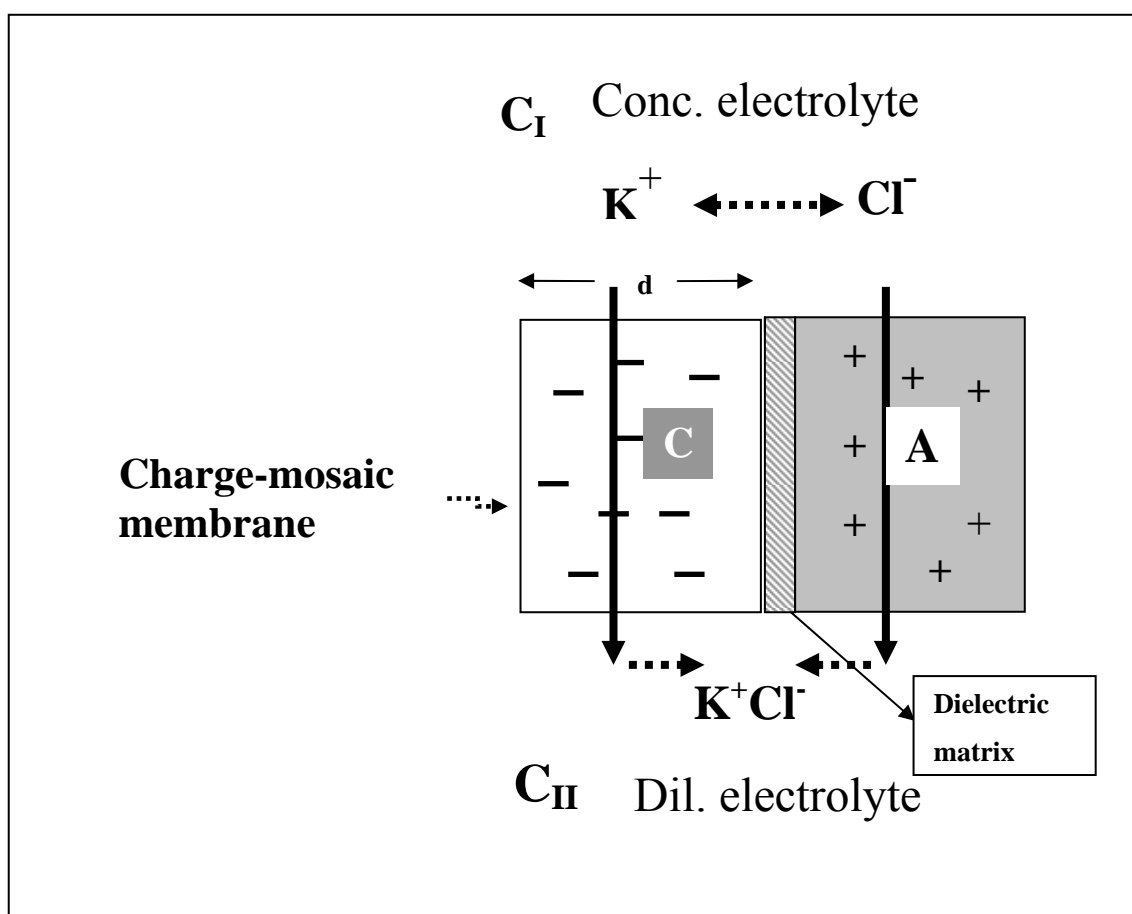 C_I Conc. electrolyte
K⁺ Cl⁻
d
C A
Charge-mosaic
membrane
K⁺Cl⁻
Dielectric
matrix
C_II Dil. electrolyte